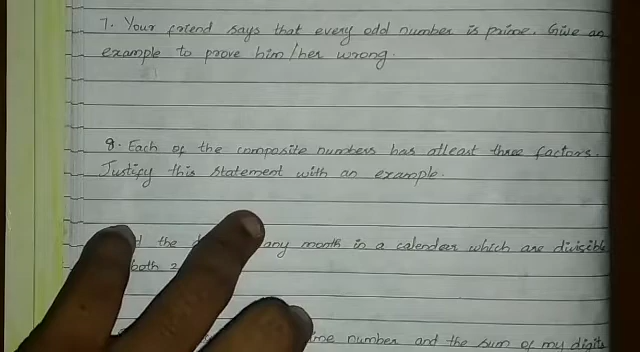 7. Your friend says that every odd number is prime. Give an
example to prove him/her wrong.
8. Each of the composite numbers has atleast three factors.
Justify this statement with an example.
the any month in a calender which are divisible
both 2
number and the sum of my digits